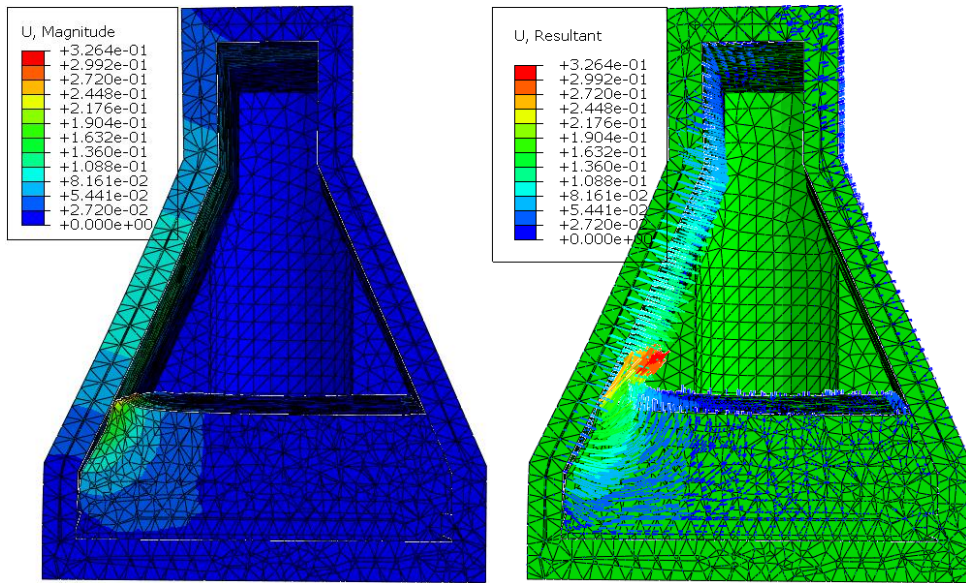 U, Magnitude
+3.264e-01
+2.992e-01
+2.720e-01
+2.448e-01
+2.176e-01
+1.904e-01
+1.632e-01
+1.360e-01
+1.088e-01
+8.161e-02
+5.441e-02
+2.720e-02
+0.000e+00
U, Resultant
+3.264e-01
+2.992e-01
+2.720e-01
+2.448e-01
+2.176e-01
+1.904e-01
+1.632e-01
+1.360e-01
+1.088e-01
+8.161e-02
+5.441e-02
+2.720e-02
+0.000e+00